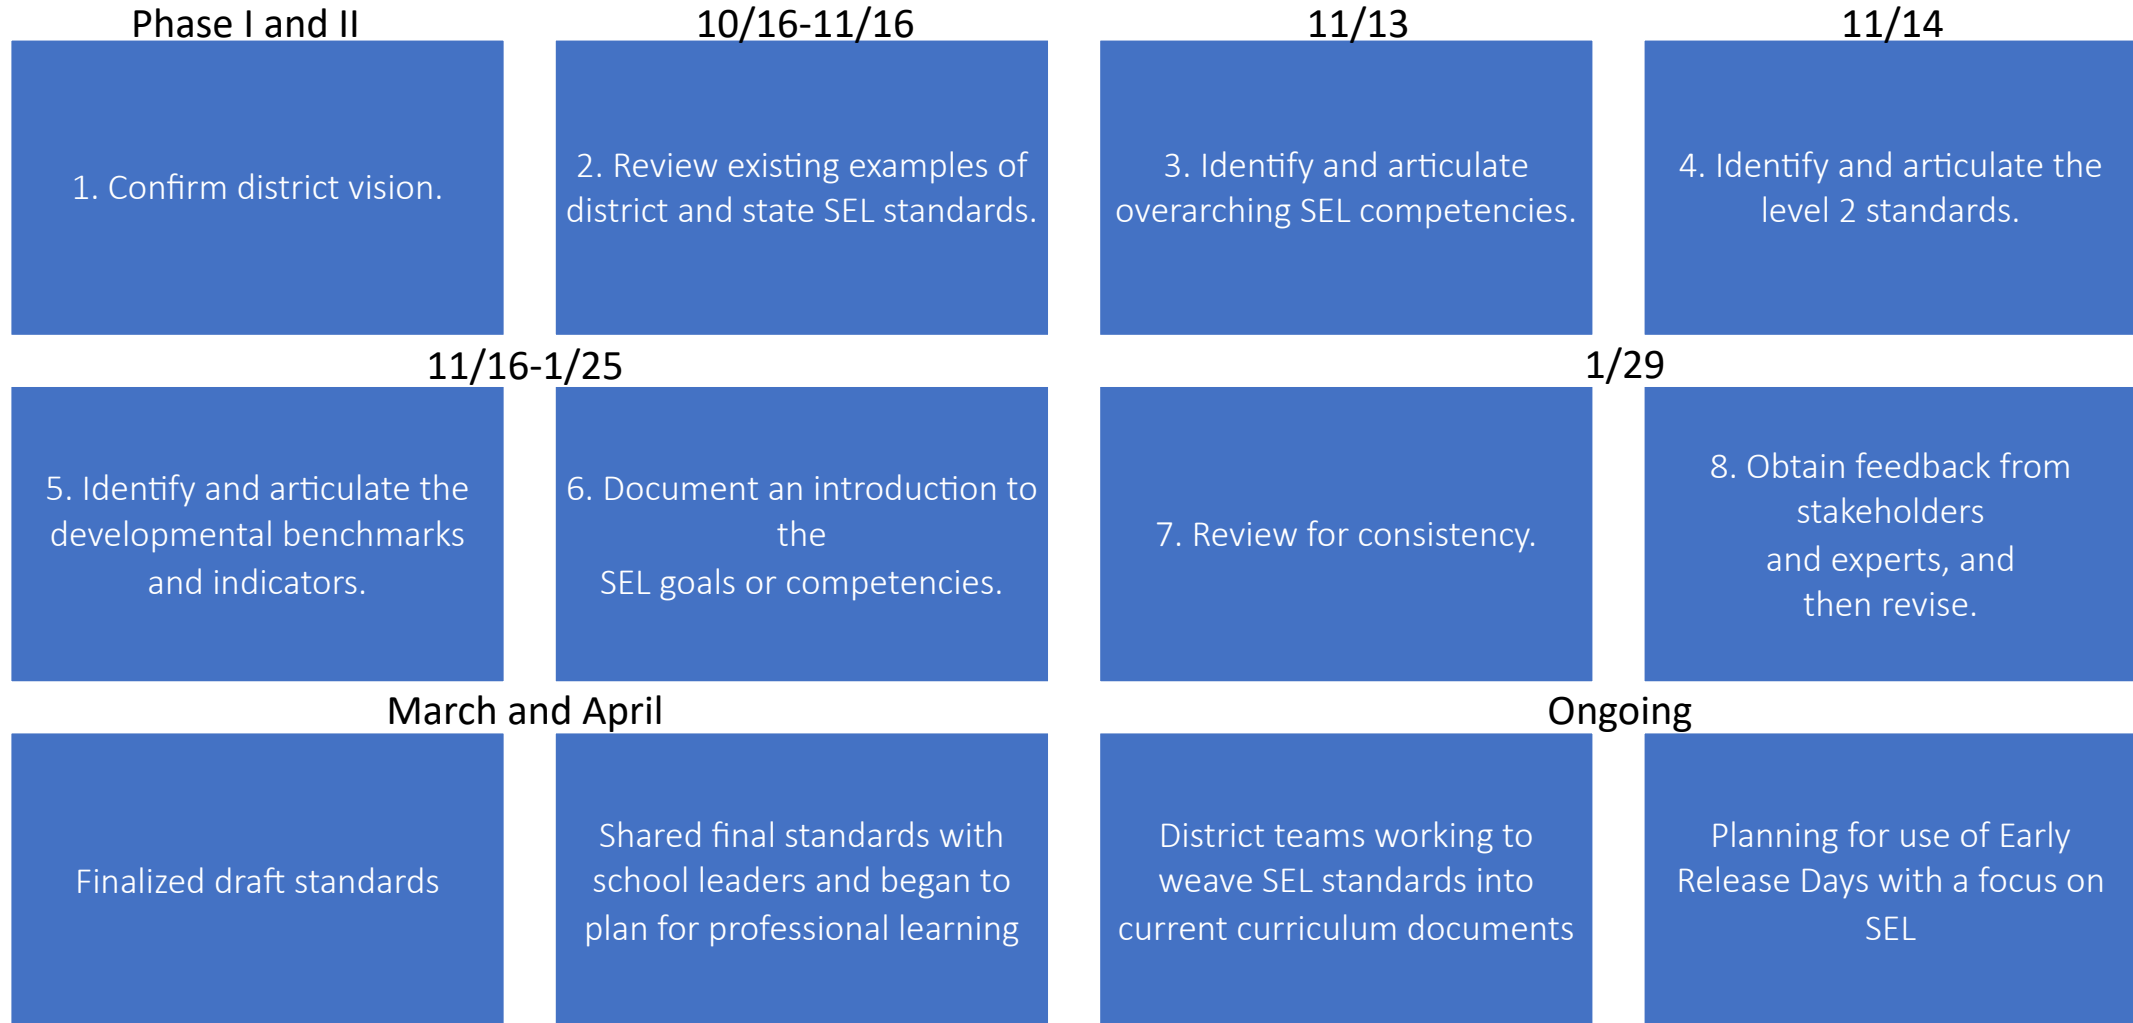 Phase I and II
10/16-11/16
11/13
11/14
1. Confirm district vision.
2. Review existing examples of
district and state SEL standards.
3. Identify and articulate
overarching SEL competencies.
4. Identify and articulate the
level 2 standards.
11/16-1/25
1/29
5. Identify and articulate the
developmental benchmarks
and indicators.
6. Document an introduction to
the
SEL goals or competencies.
7. Review for consistency.
8. Obtain feedback from
stakeholders
and experts, and
then revise.
March and April
Ongoing
Finalized draft standards
Shared final standards with
school leaders and began to
plan for professional learning
District teams working to
weave SEL standards into
current curriculum documents
Planning for use of Early
Release Days with a focus on
SEL